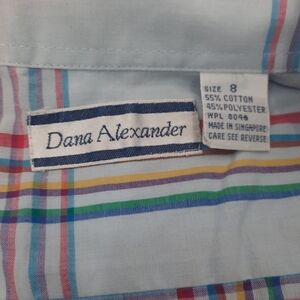 Dana Alexander
SIZE 8
55% COTTON
45% POLYESTER
WPL 8046
MADE IN SINGAPORE
CARE SEE REVERSE